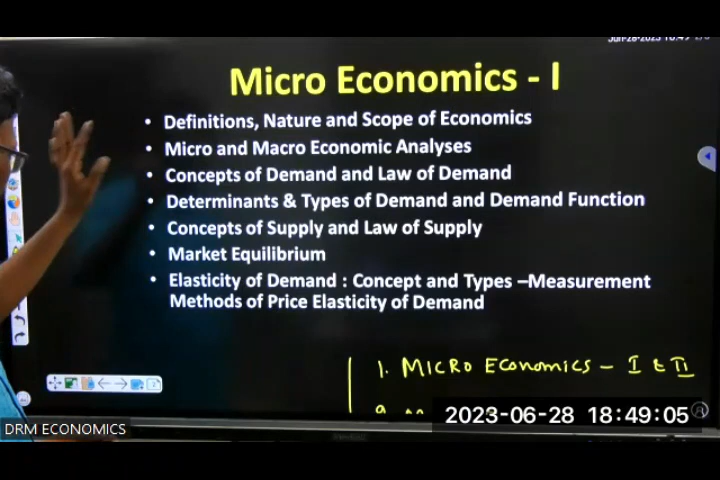 Micro Economics - I
• Definitions, Nature and Scope of Economics
• Micro and Macro Economic Analyses
• Concepts of Demand and Law of Demand
• Determinants & Types of Demand and Demand Function
• Concepts of Supply and Law of Supply
• Market Equilibrium
• Elasticity of Demand : Concept and Types –Measurement
Methods of Price Elasticity of Demand
1. MICRO ECONOMICS – I & II
2023-06-28 18:49:05
DRM ECONOMICS